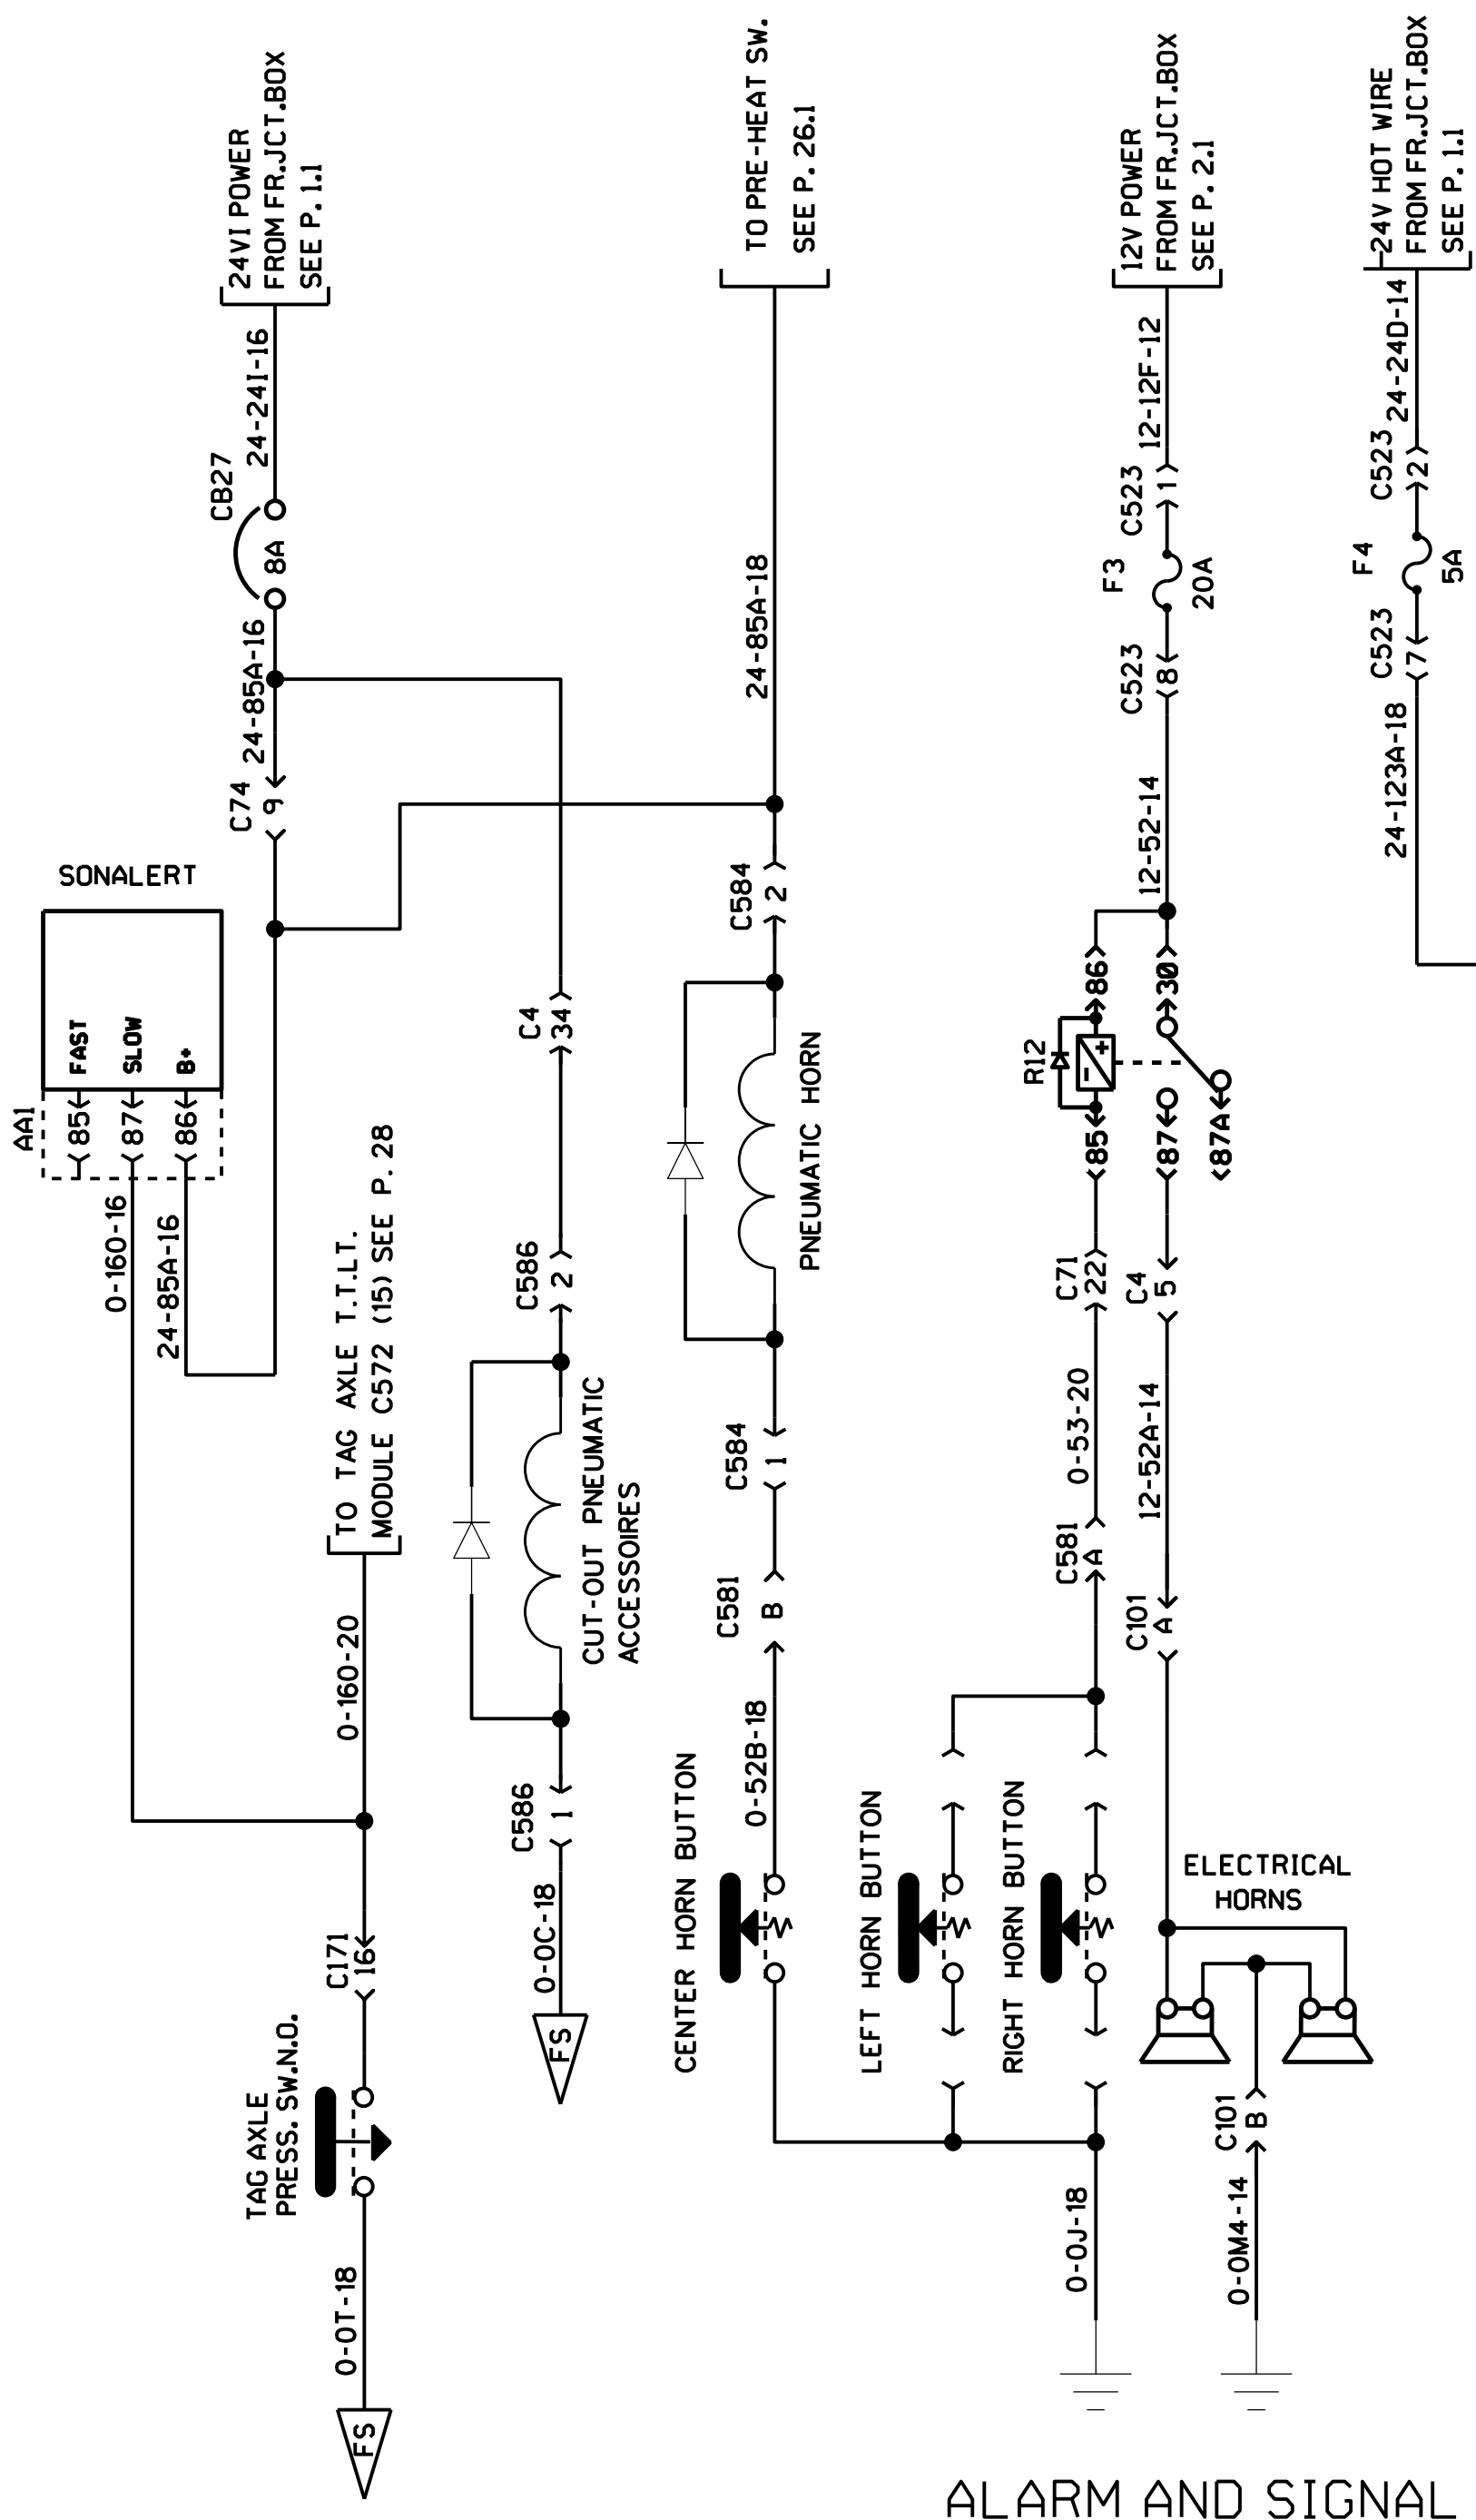 24VI POWER
FROM FR.JCT.BOX
SEE P. 1.1
24-24I-16
CB27
8A
24-85A-16
C74
9
SONALERT
FAST
SLOW
B+
AA1
85
87
86
0-160-16
24-85A-16
TO TAG AXLE T.T.LT.
MODULE C572 (15) SEE P. 28
0-160-20
C171
16
TAG AXLE
PRESS. SW.N.O.
0-0T-18
FS
C4
34
C586
2
CUT-OUT PNEUMATIC
ACCESSOIRES
C586
1
0-0C-18
FS
TO PRE-HEAT SW.
SEE P. 26.1
24-85A-18
C584
2
PNEUMATIC HORN
C584
1
C581
B
0-52B-18
CENTER HORN BUTTON
LEFT HORN BUTTON
RIGHT HORN BUTTON
12V POWER
FROM FR.JCT.BOX
SEE P. 2.1
12-12F-12
C523
1
F3
20A
C523
8
12-52-14
86
30
R12
- +
85
87
87A
C71
22
C4
5
0-53-20
12-52A-14
C581
A
C101
A
ELECTRICAL
HORNS
C101
B
0-0J-18
0-0M4-14
24V HOT WIRE
FROM FR.JCT.BOX
SEE P. 1.1
24-24D-14
C523
2
F4
5A
C523
7
24-123A-18
ALARM AND SIGNAL